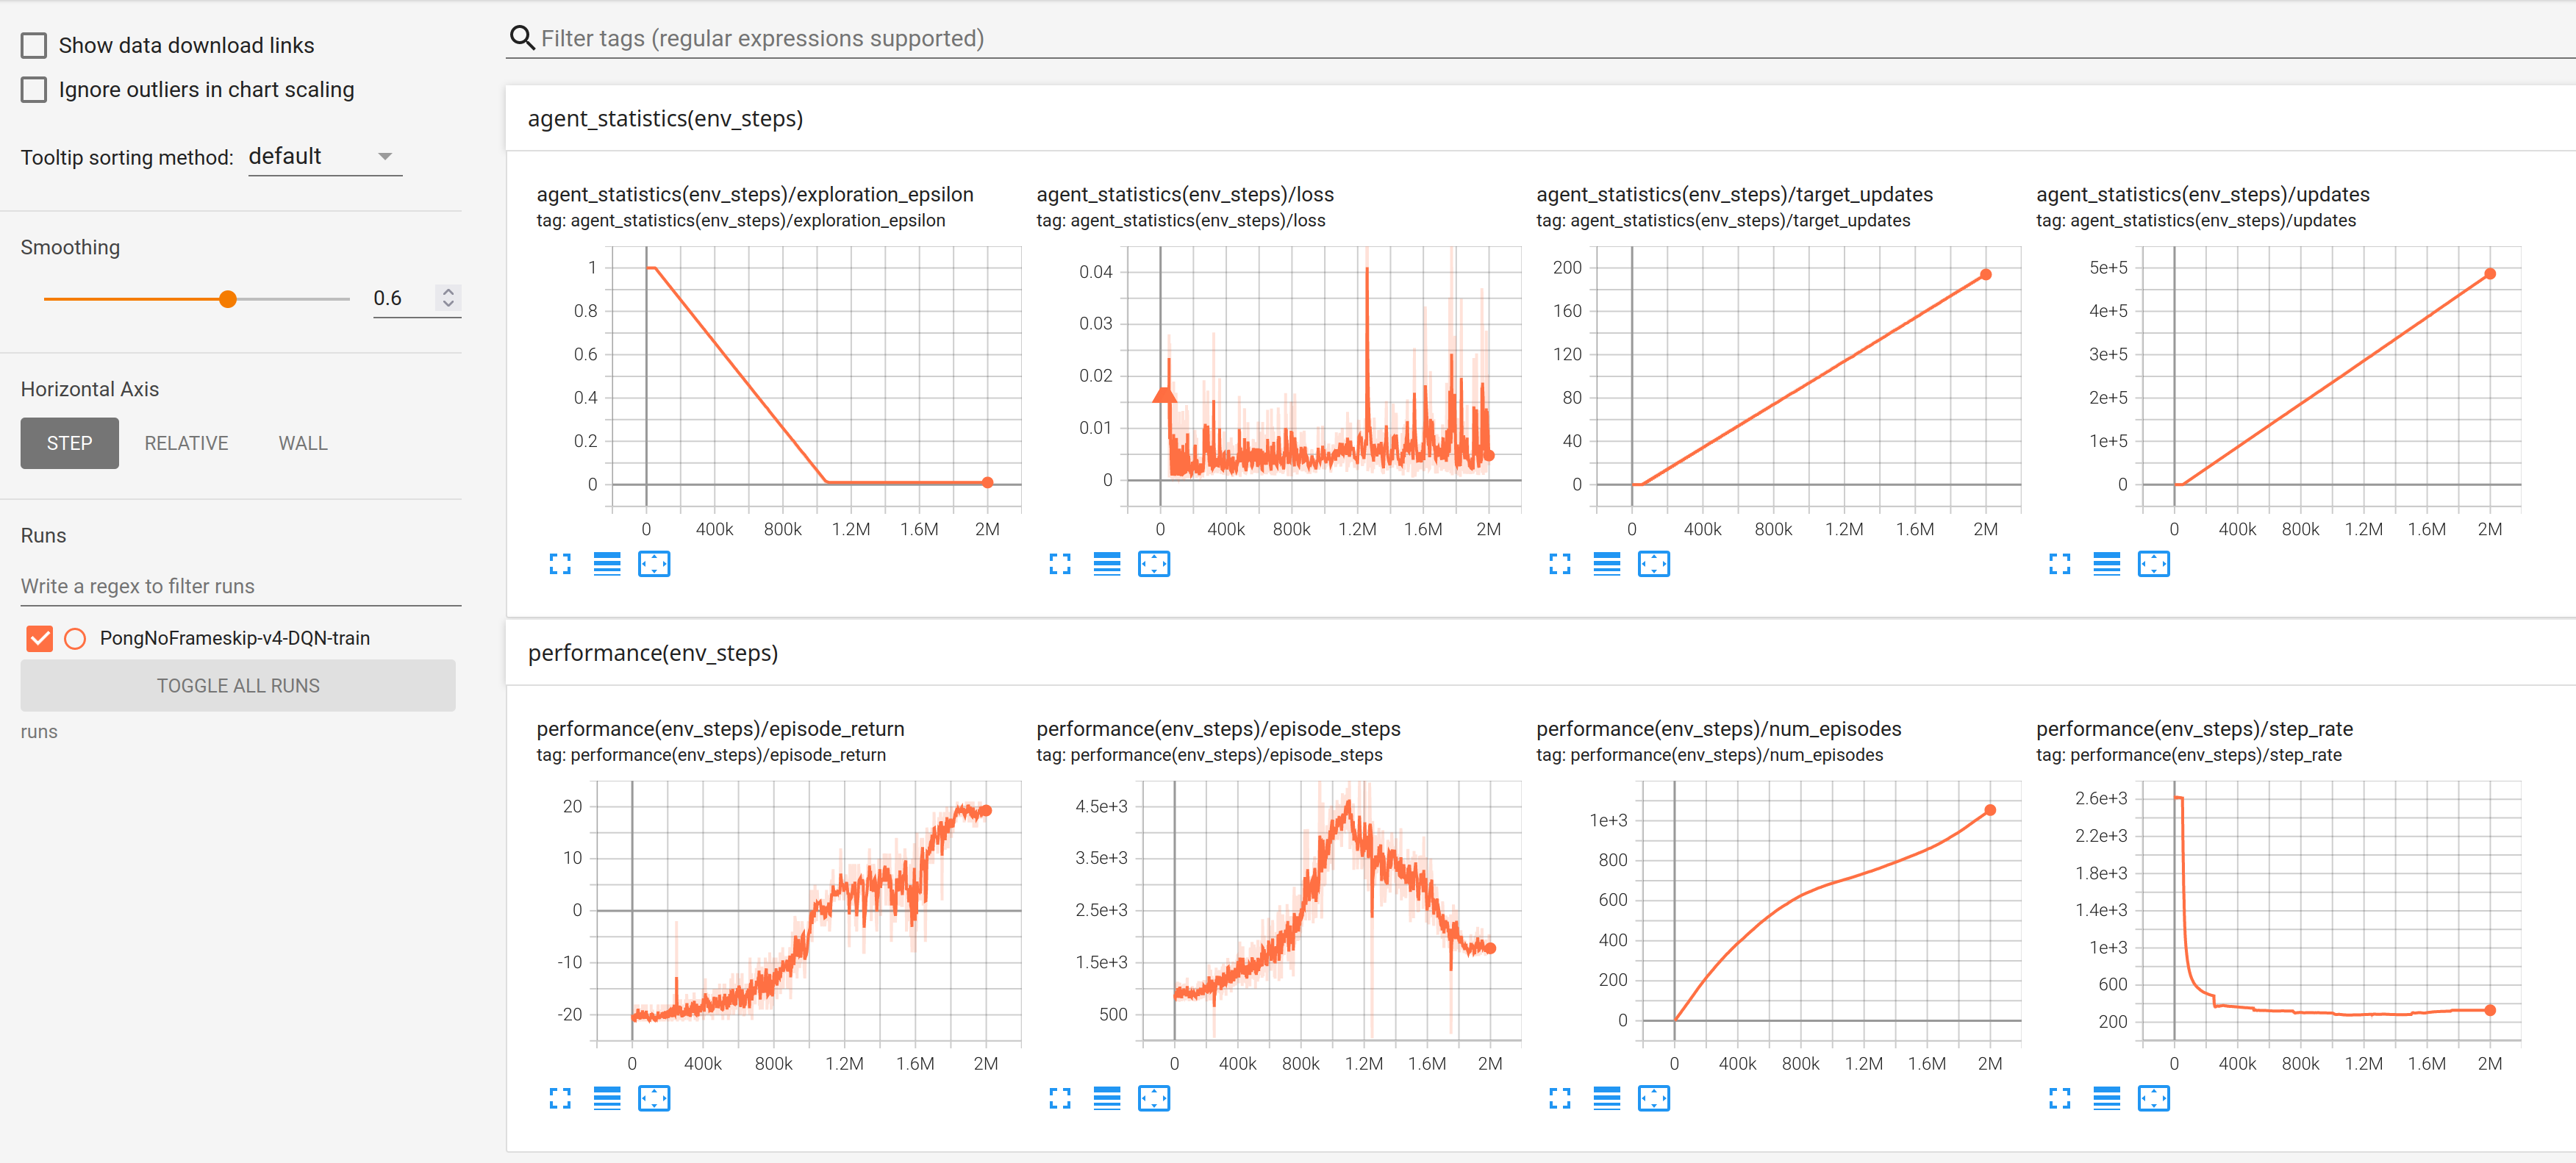 Show data download links
Ignore outliers in chart scaling
Tooltip sorting method: default
Smoothing
0.6
Horizontal Axis
STEP RELATIVE WALL
Runs
Write a regex to filter runs
PongNoFrameskip-v4-DQN-train
TOGGLE ALL RUNS
runs
Filter tags (regular expressions supported)
agent_statistics(env_steps)
agent_statistics(env_steps)/exploration_epsilon
tag: agent_statistics(env_steps)/exploration_epsilon
1
0.8
0.6
0.4
0.2
0
0 400k 800k 1.2M 1.6M 2M
agent_statistics(env_steps)/loss
tag: agent_statistics(env_steps)/loss
0.04
0.03
0.02
0.01
0
0 400k 800k 1.2M 1.6M 2M
agent_statistics(env_steps)/target_updates
tag: agent_statistics(env_steps)/target_updates
200
160
120
80
40
0
0 400k 800k 1.2M 1.6M 2M
agent_statistics(env_steps)/updates
tag: agent_statistics(env_steps)/updates
5e+5
4e+5
3e+5
2e+5
1e+5
0
0 400k 800k 1.2M 1.6M 2M
performance(env_steps)
performance(env_steps)/episode_return
tag: performance(env_steps)/episode_return
20
10
0
-10
-20
0 400k 800k 1.2M 1.6M 2M
performance(env_steps)/episode_steps
tag: performance(env_steps)/episode_steps
4.5e+3
3.5e+3
2.5e+3
1.5e+3
500
0 400k 800k 1.2M 1.6M 2M
performance(env_steps)/num_episodes
tag: performance(env_steps)/num_episodes
1e+3
800
600
400
200
0
0 400k 800k 1.2M 1.6M 2M
performance(env_steps)/step_rate
tag: performance(env_steps)/step_rate
2.6e+3
2.2e+3
1.8e+3
1.4e+3
1e+3
600
200
0 400k 800k 1.2M 1.6M 2M